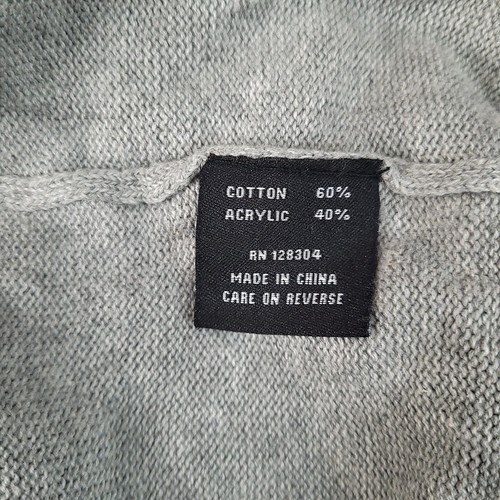 COTTON 60%
ACRYLIC 40%
RN 128304
MADE IN CHINA
CARE ON REVERSE